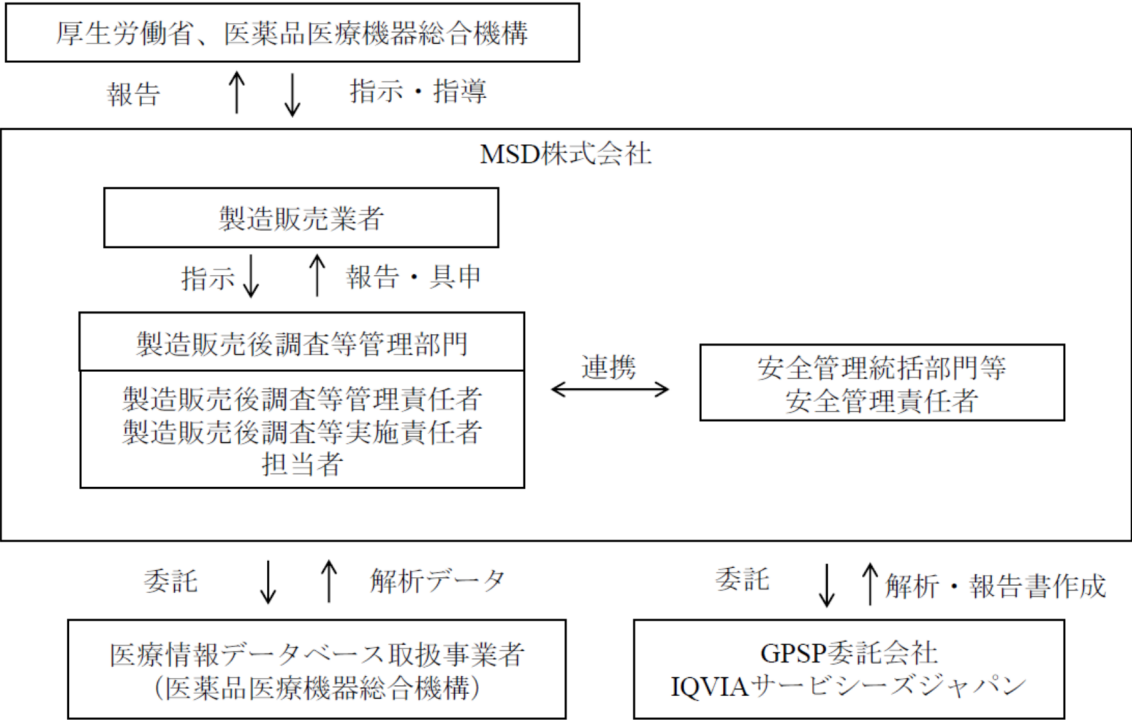 厚生労働省、医薬品医療機器総合機構
報告
指示・指導
MSD株式会社
製造販売業者
指示
報告・具申
製造販売後調査等管理部門
製造販売後調査等管理責任者
製造販売後調査等実施責任者
担当者
連携
安全管理統括部門等
安全管理責任者
委託
解析データ
委託
解析・報告書作成
医療情報データベース取扱事業者
（医薬品医療機器総合機構）
GPSP委託会社
IQVIAサービシーズジャパン